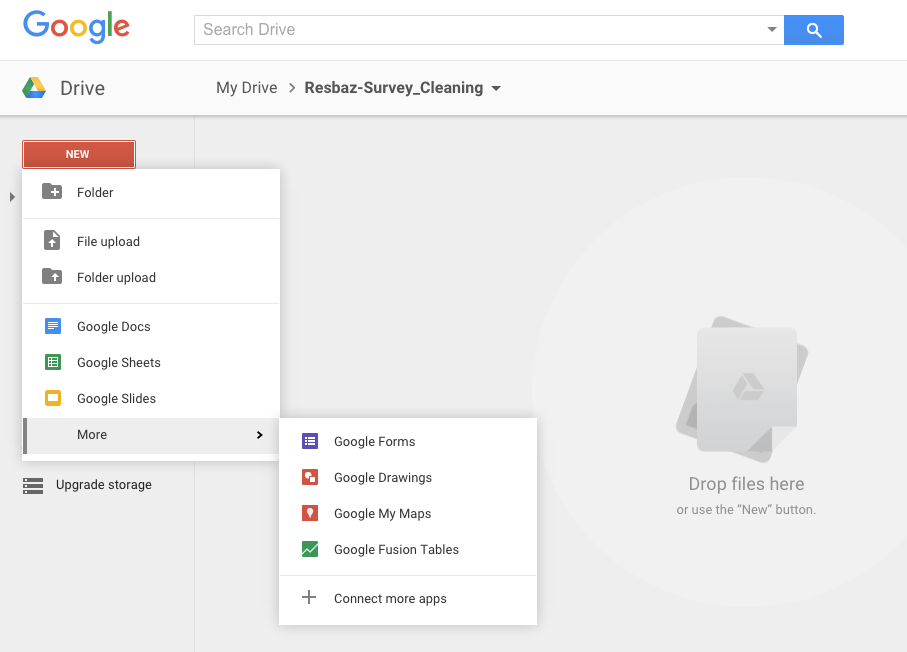 Google
Search Drive
Drive
My Drive
Resbaz-Survey_Cleaning
NEW
Folder
File upload
Folder upload
Google Docs
Google Sheets
Google Slides
More
Google Forms
Google Drawings
Google My Maps
Google Fusion Tables
Connect more apps
Upgrade storage
Drop files here
or use the “New” button.